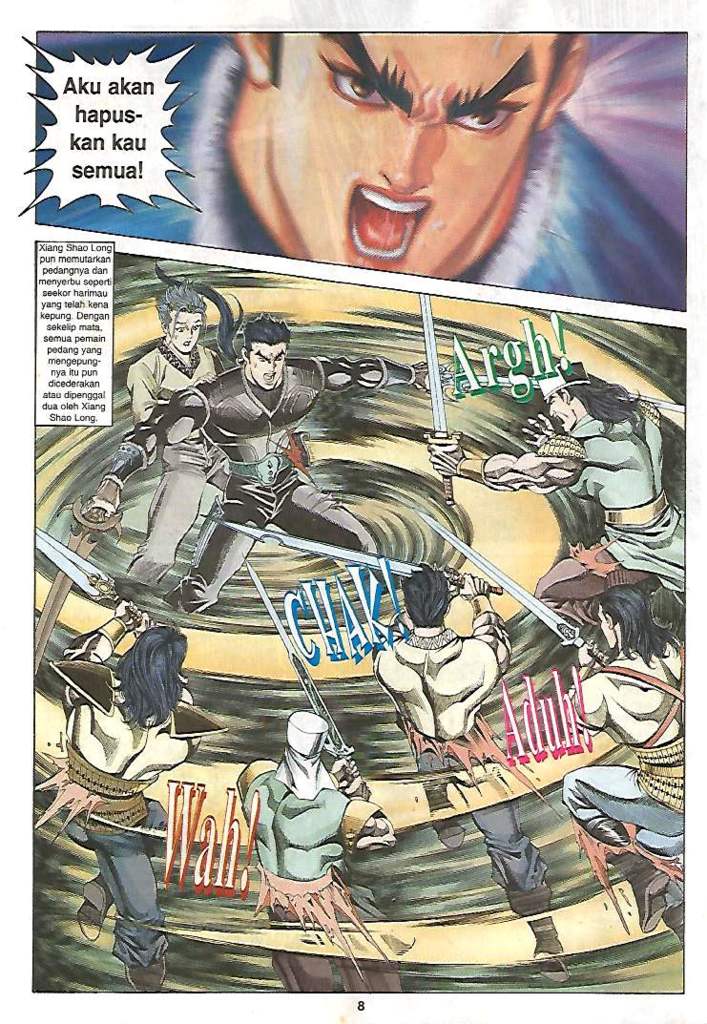 Aku akan
hapus-
kan kau
semua!
Xiang Shao Long
pun memutarkan
pedangnya dan
menyerbu seperti
seekor harimau
yang telah kena
kepung. Dengan
sekelip mata,
semua pemain
pedang yang
mengepung-
nya itu pun
dicederakan
atau dipenggal
dua oleh Xiang
Shao Long.
Argh!
CHAK!
Aduh!
Wah!
8